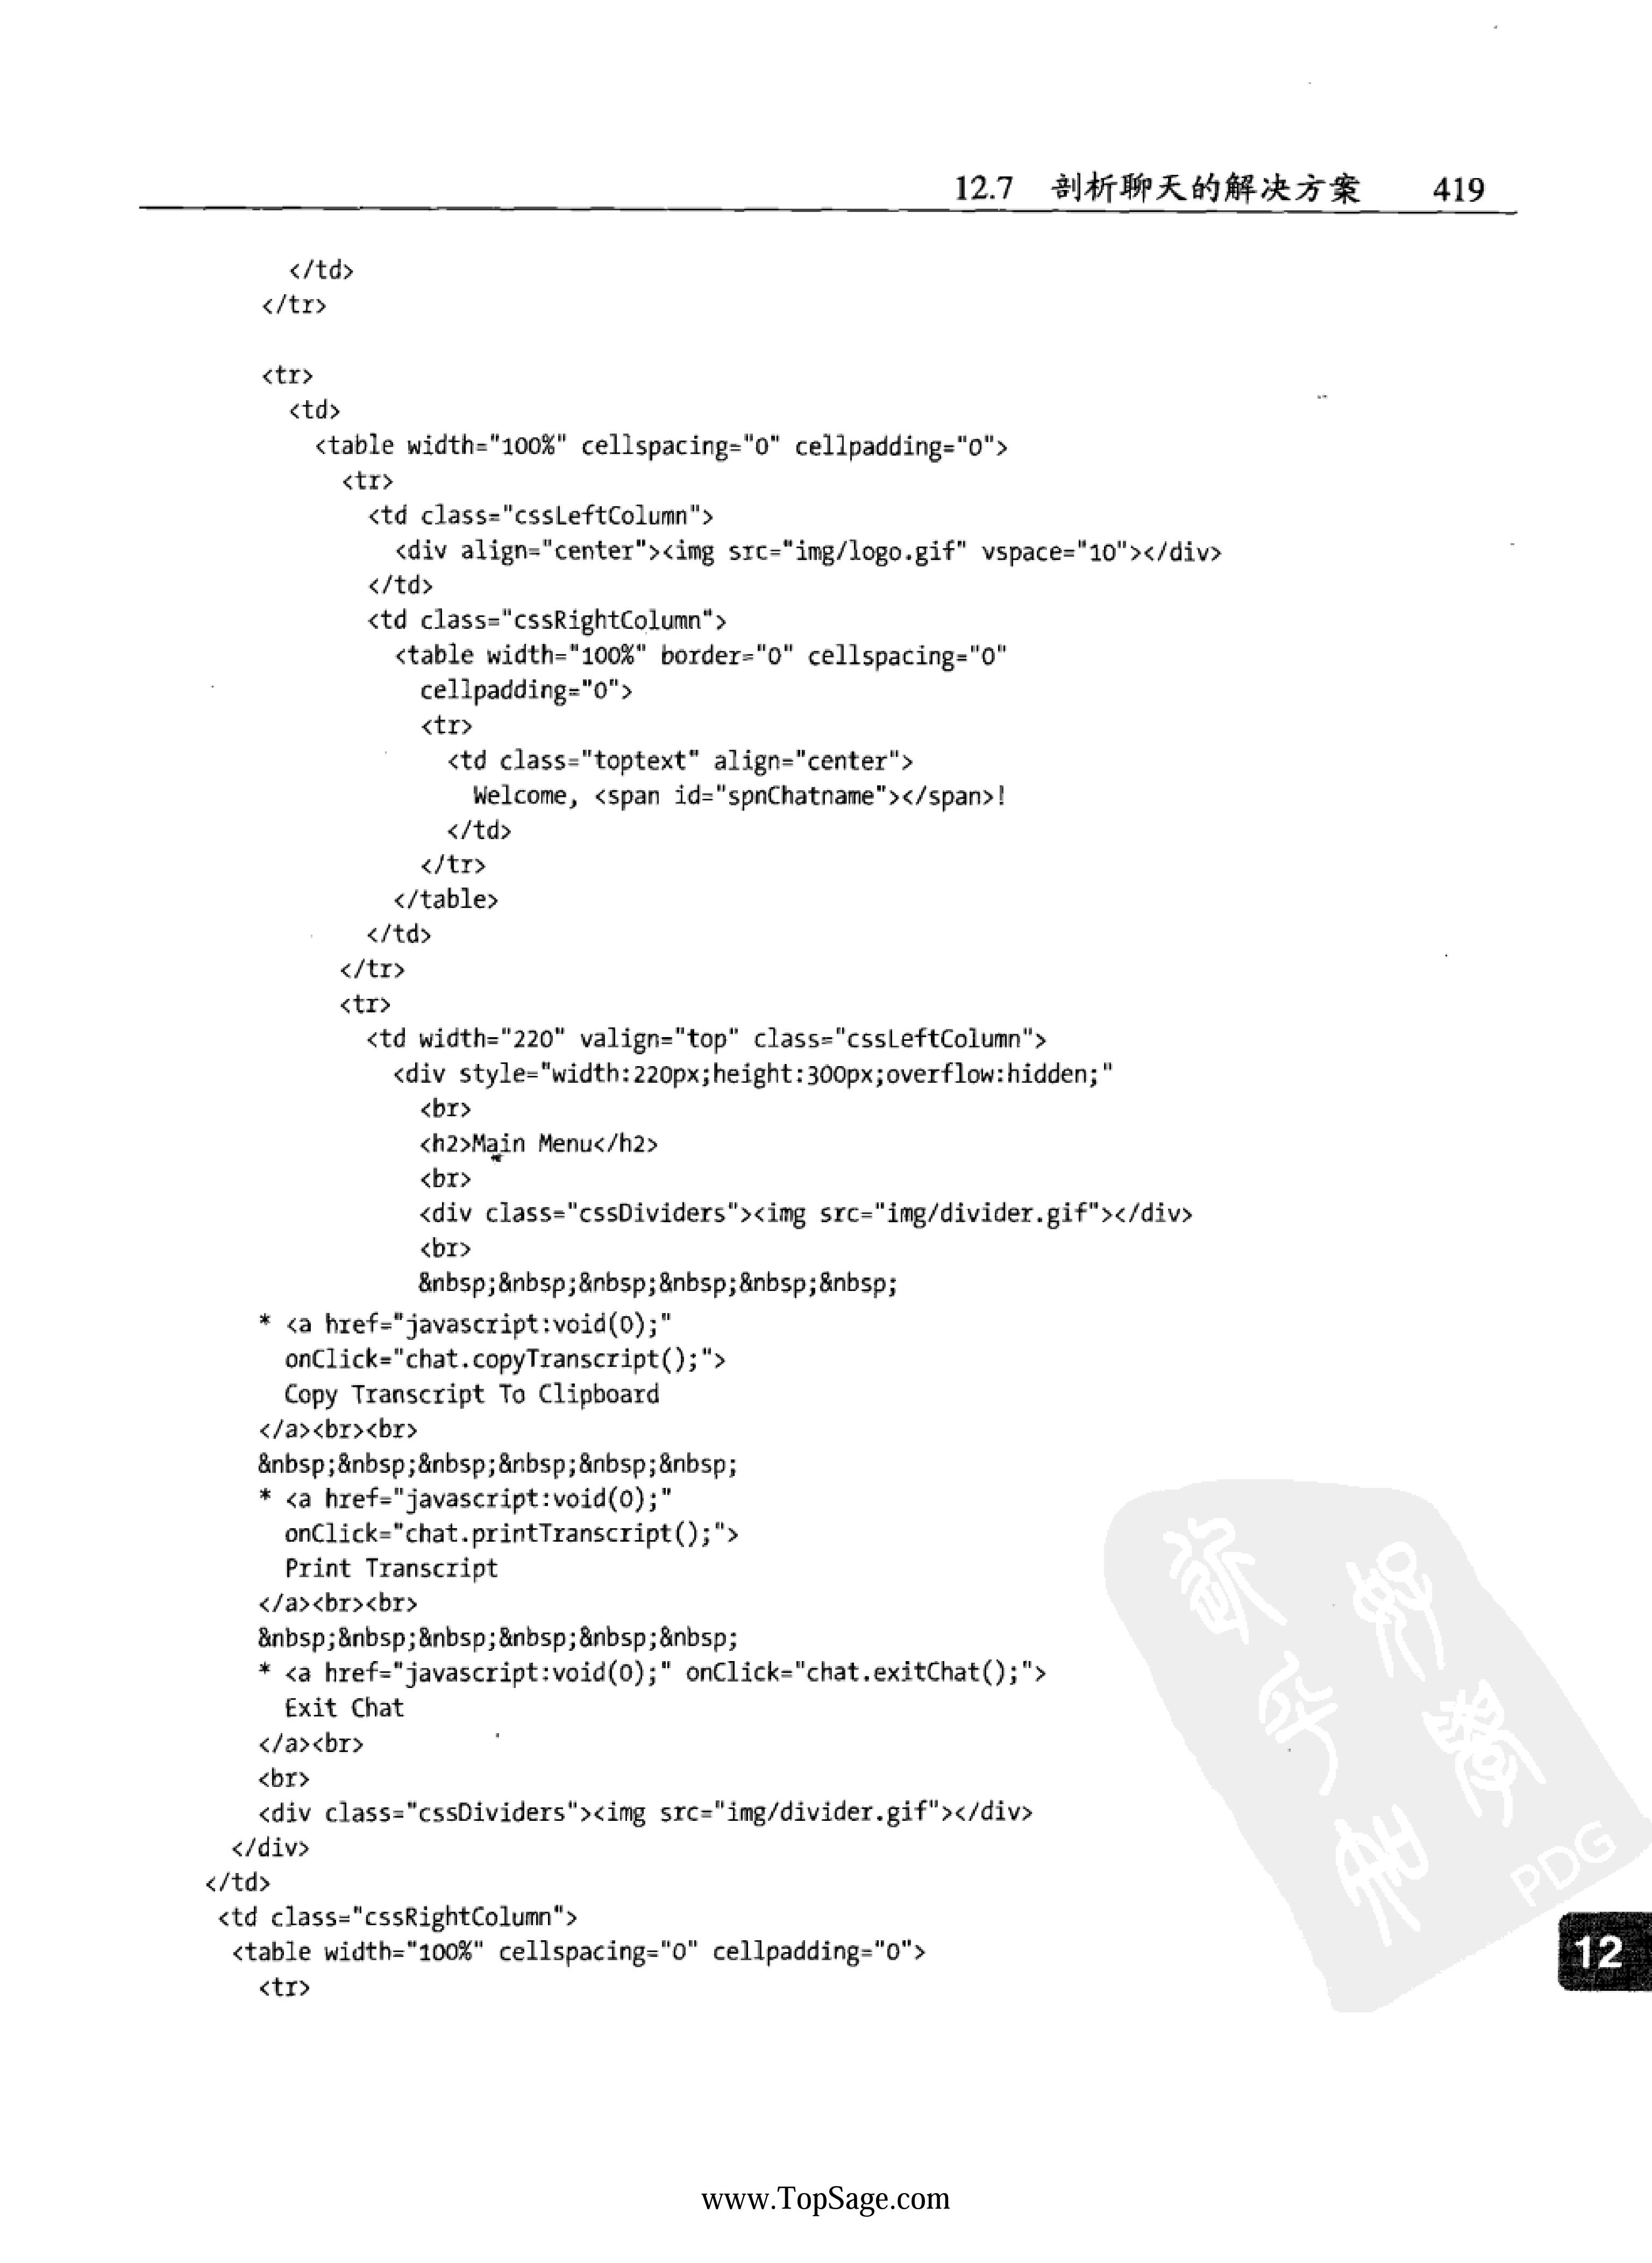 12.7 剖析聊天的解决方案 419
</td>
</tr>
<tr>
<td>
<table width="100%" cellspacing="0" cellpadding="0">
<tr>
<td class="cssLeftColumn">
<div align="center"><img src="img/logo.gif" vspace="10"></div>
</td>
<td class="cssRightColumn">
<table width="100%" border="0" cellspacing="0"
cellpadding="0">
<tr>
<td class="toptext" align="center">
Welcome, <span id="spnChatname"></span>!
</td>
</tr>
</table>
</td>
</tr>
<tr>
<td width="220" valign="top" class="cssLeftColumn">
<div style="width:220px;height:300px;overflow:hidden;"
<br>
<h2>Main Menu</h2>
<br>
<div class="cssDividers"><img src="img/divider.gif"></div>
<br>
&nbsp;&nbsp;&nbsp;&nbsp;&nbsp;&nbsp;
* <a href="javascript:void(0);"
onClick="chat.copyTranscript();">
Copy Transcript To Clipboard
</a><br><br>
&nbsp;&nbsp;&nbsp;&nbsp;&nbsp;&nbsp;
* <a href="javascript:void(0);"
onClick="chat.printTranscript();">
Print Transcript
</a><br><br>
&nbsp;&nbsp;&nbsp;&nbsp;&nbsp;&nbsp;
* <a href="javascript:void(0);" onClick="chat.exitChat();">
Exit Chat
</a><br>
<br>
<div class="cssDividers"><img src="img/divider.gif"></div>
</div>
</td>
<td class="cssRightColumn">
<table width="100%" cellspacing="0" cellpadding="0">
<tr>
PDG
12
www.TopSage.com